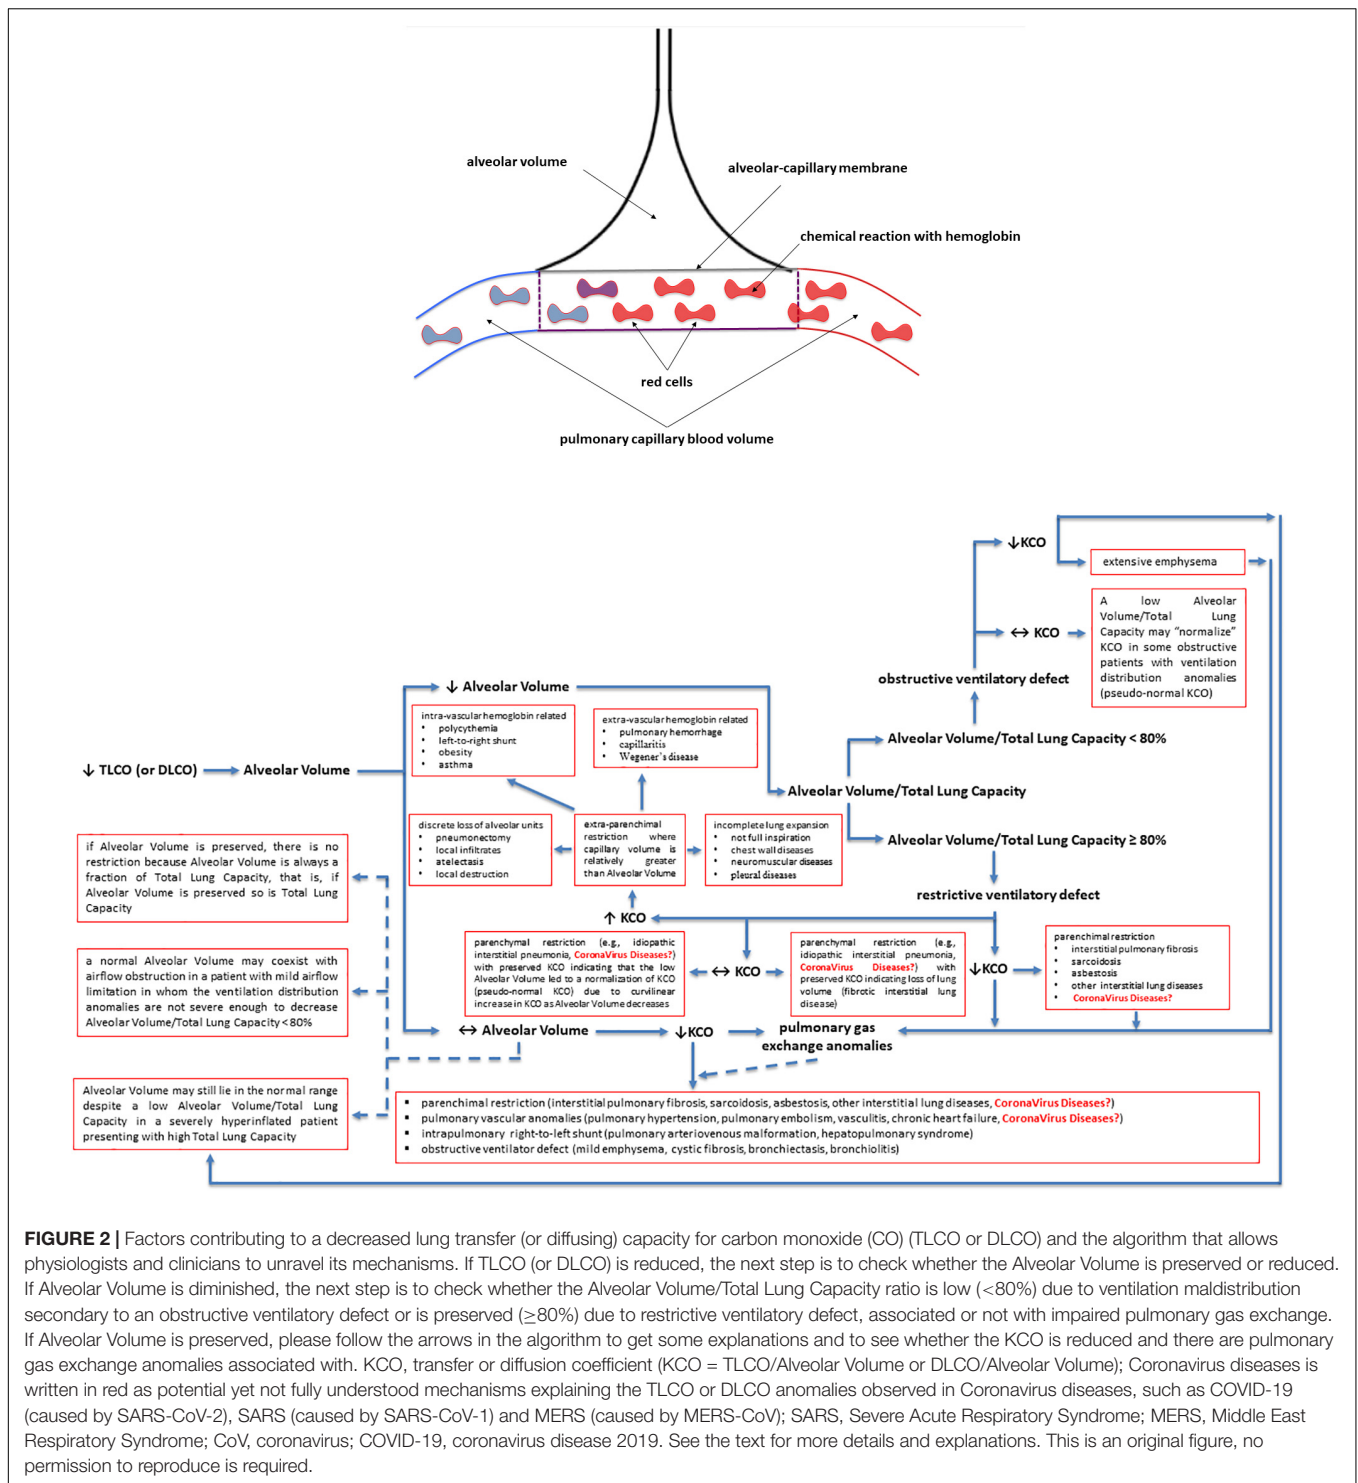 alveolar volume
alveolar-capillary membrane
chemical reaction with hemoglobin
red cells
pulmonary capillary blood volume
↓KCO
extensive emphysema
A low Alveolar
Volume/Total Lung
Capacity may “normalize”
KCO in some obstructive
patients with ventilation
distribution anomalies
(pseudo-normal KCO)
↔ KCO
obstructive ventilatory defect
↓ Alveolar Volume
intra-vascular hemoglobin related
• polycythemia
• left-to-right shunt
• obesity
• asthma
extra-vascular hemoglobin related
• pulmonary hemorrhage
• capillaritis
• Wegener's disease
Alveolar Volume/Total Lung Capacity < 80%
↓ TLCO (or DLCO)
Alveolar Volume
Alveolar Volume/Total Lung Capacity
discrete loss of alveolar units
• pneumonectomy
• local infiltrates
• atelectasis
• local destruction
extra-parenchimal
restriction where
capillary volume is
relatively greater
than Alveolar Volume
incomplete lung expansion
• not full inspiration
• chest wall diseases
• neuromuscular diseases
• pleural diseases
Alveolar Volume/Total Lung Capacity ≥ 80%
restrictive ventilatory defect
if Alveolar Volume is preserved, there is
no restriction because Alveolar Volume is always a
fraction of Total Lung Capacity, that is, if
Alveolar Volume is preserved so is Total Lung
Capacity
↑ KCO
parenchymal restriction (e.g., idiopathic
interstitial pneumonia, CoronaVirus Diseases?)
with preserved KCO indicating that the low
Alveolar Volume led to a normalization of KCO
(pseudo-normal KCO) due to curvilinear
increase in KCO as Alveolar Volume decreases
↔ KCO
parenchymal restriction (e.g.,
idiopathic interstitial pneumonia,
CoronaVirus Diseases?) with
preserved KCO indicating loss of lung
volume (fibrotic interstitial lung
disease)
↓KCO
parenchimal restriction
• interstitial pulmonary fibrosis
• sarcoidosis
• asbestosis
• other interstitial lung diseases
• CoronaVirus Diseases?
a normal Alveolar Volume may coexist with
airflow obstruction in a patient with mild airflow
limitation in whom the ventilation distribution
anomalies are not severe enough to decrease
Alveolar Volume/Total Lung Capacity <80%
↔ Alveolar Volume
↓KCO
pulmonary gas
exchange anomalies
Alveolar Volume may still lie in the normal range
despite a low Alveolar Volume/Total Lung
Capacity in a severely hyperinflated patient
presenting with high Total Lung Capacity
▪ parenchimal restriction (interstitial pulmonary fibrosis, sarcoidosis, asbestosis, other interstitial lung diseases, CoronaVirus Diseases?)
▪ pulmonary vascular anomalies (pulmonary hypertension, pulmonary embolism, vasculitis, chronic heart failure, CoronaVirus Diseases?)
▪ intrapulmonary right-to-left shunt (pulmonary arteriovenous malformation, hepatopulmonary syndrome)
▪ obstructive ventilator defect (mild emphysema, cystic fibrosis, bronchiectasis, bronchiolitis)
FIGURE 2 | Factors contributing to a decreased lung transfer (or diffusing) capacity for carbon monoxide (CO) (TLCO or DLCO) and the algorithm that allows
physiologists and clinicians to unravel its mechanisms. If TLCO (or DLCO) is reduced, the next step is to check whether the Alveolar Volume is preserved or reduced.
If Alveolar Volume is diminished, the next step is to check whether the Alveolar Volume/Total Lung Capacity ratio is low (<80%) due to ventilation maldistribution
secondary to an obstructive ventilatory defect or is preserved (≥80%) due to restrictive ventilatory defect, associated or not with impaired pulmonary gas exchange.
If Alveolar Volume is preserved, please follow the arrows in the algorithm to get some explanations and to see whether the KCO is reduced and there are pulmonary
gas exchange anomalies associated with. KCO, transfer or diffusion coefficient (KCO = TLCO/Alveolar Volume or DLCO/Alveolar Volume); Coronavirus diseases is
written in red as potential yet not fully understood mechanisms explaining the TLCO or DLCO anomalies observed in Coronavirus diseases, such as COVID-19
(caused by SARS-CoV-2), SARS (caused by SARS-CoV-1) and MERS (caused by MERS-CoV); SARS, Severe Acute Respiratory Syndrome; MERS, Middle East
Respiratory Syndrome; CoV, coronavirus; COVID-19, coronavirus disease 2019. See the text for more details and explanations. This is an original figure, no
permission to reproduce is required.